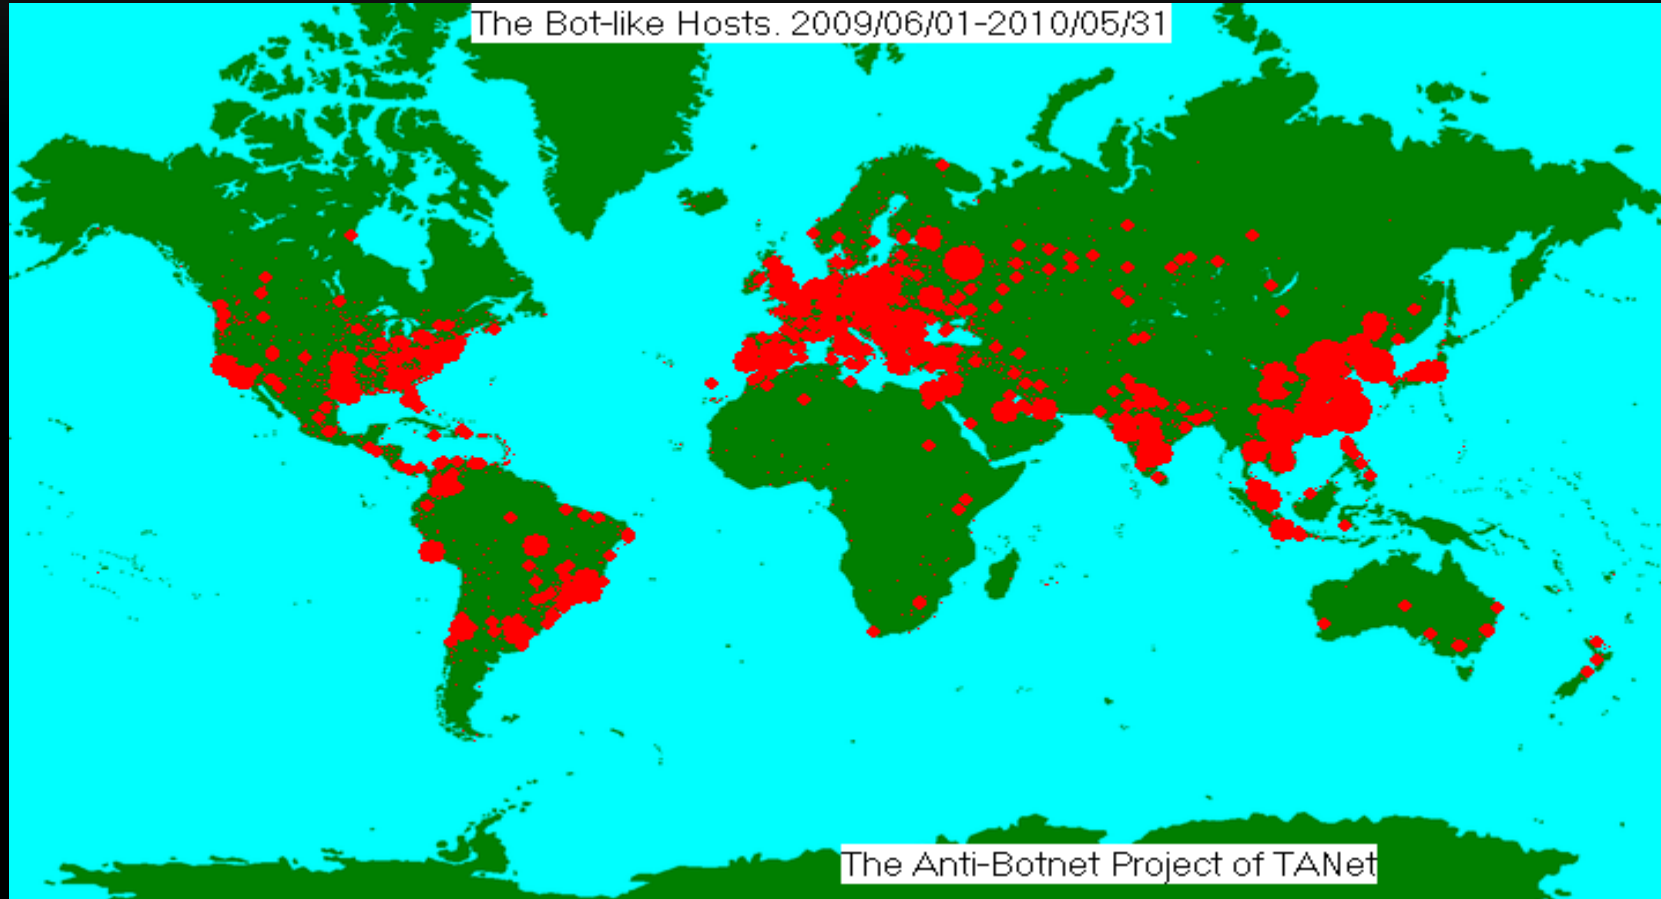 The Bot-like Hosts. 2009/06/01-2010/05/31
The Anti-Botnet Project of TANet